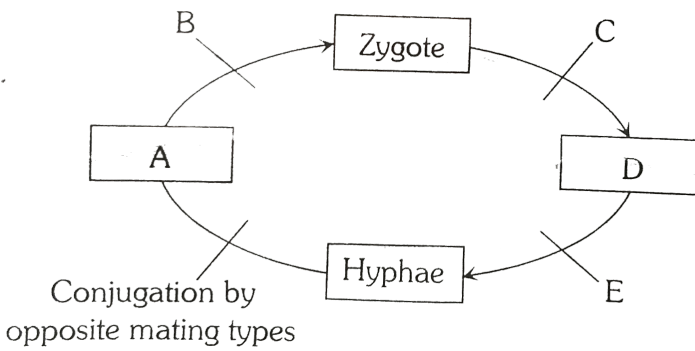 B
Zygote
C
A
D
Hyphae
E
Conjugation by
opposite mating types